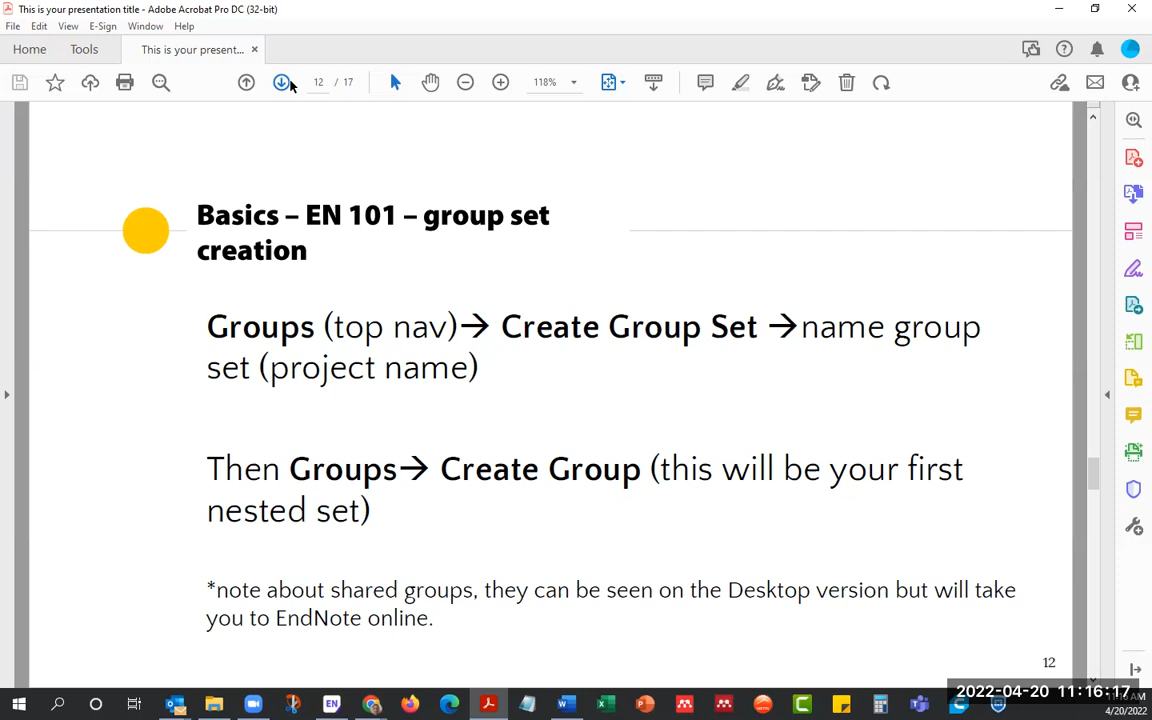 This is your presentation title - Adobe Acrobat Pro DC (32-bit)
File Edit View E-Sign Window Help
Home Tools This is your present... ×
12 / 17 118%
Basics – EN 101 – group set
creation
Groups (top nav)→ Create Group Set →name group
set (project name)
Then Groups→ Create Group (this will be your first
nested set)
*note about shared groups, they can be seen on the Desktop version but will take
you to EndNote online.
12
EN
2022-04-20 11:16:17
4/20/2022